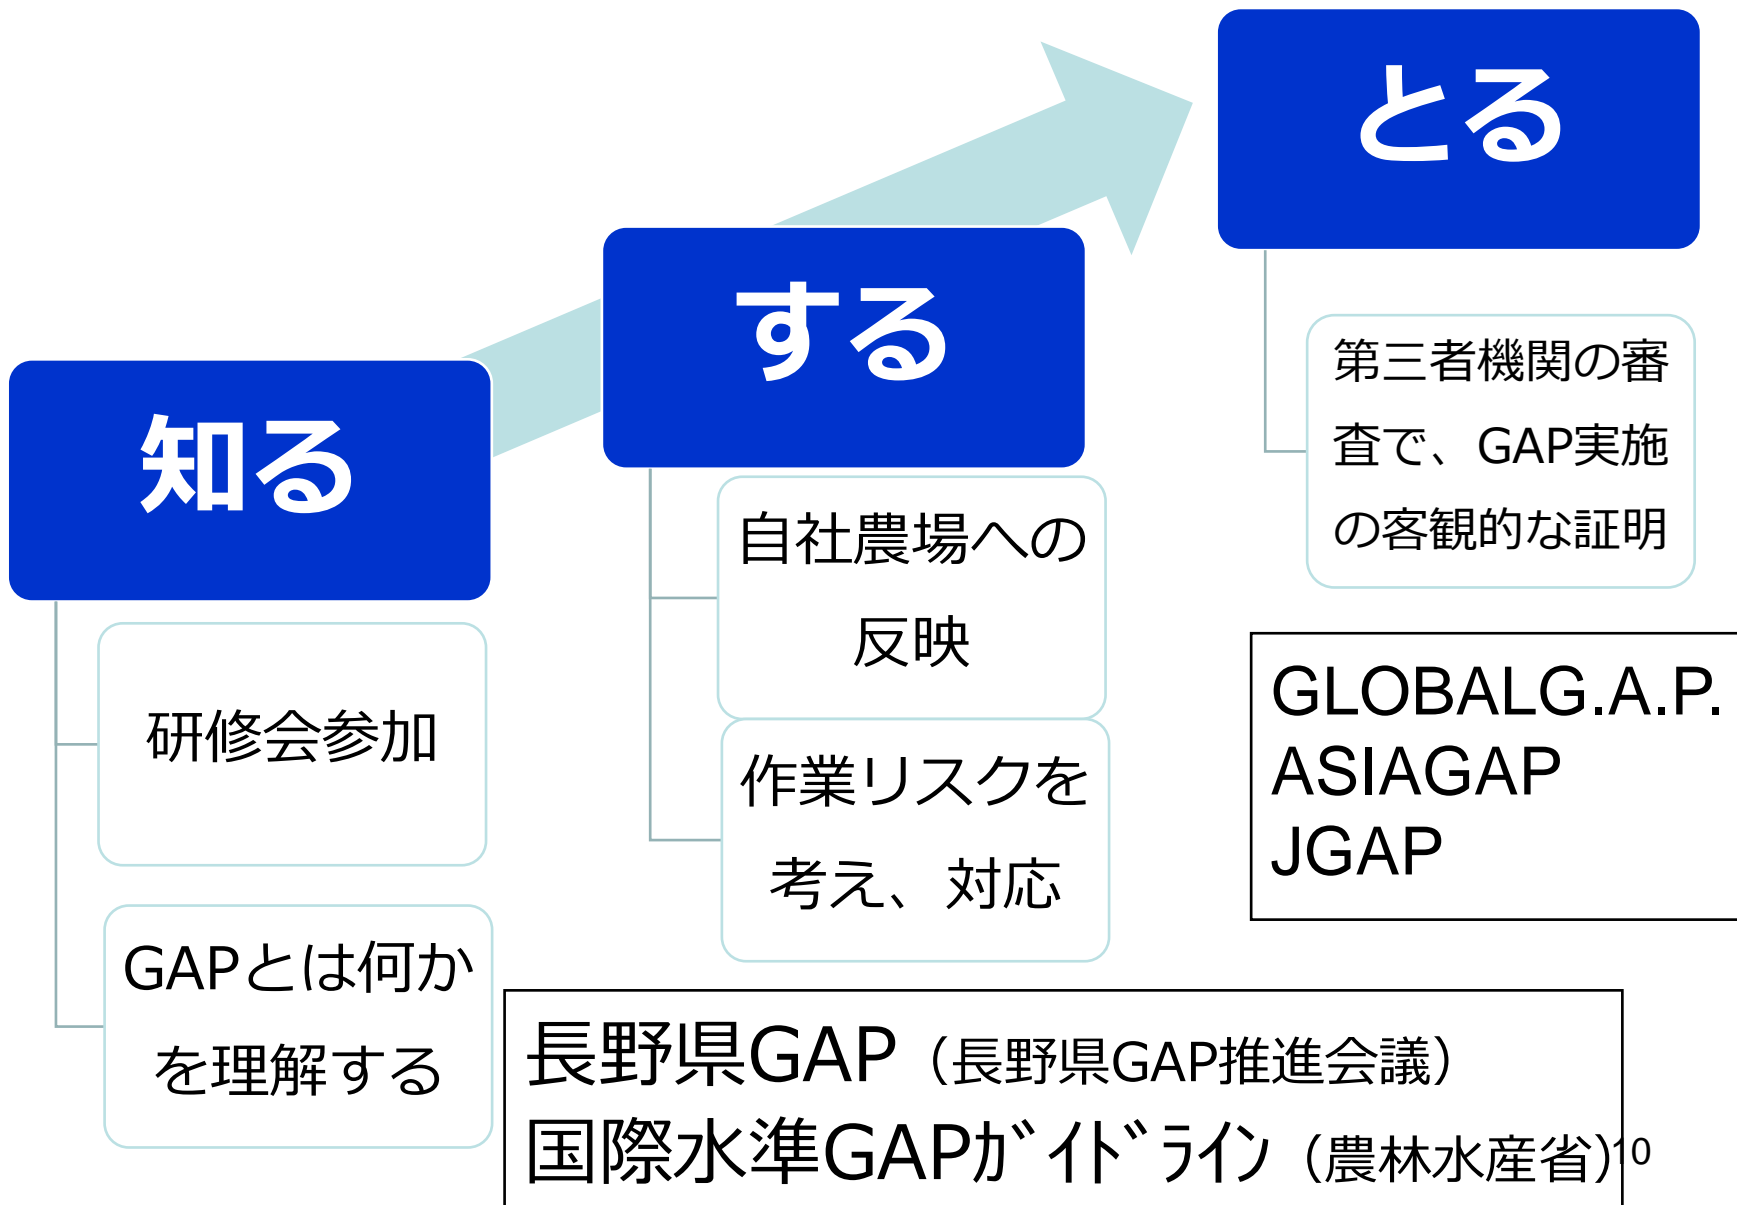 知る
研修会参加
GAPとは何か
を理解する
する
自社農場への
反映
作業リスクを
考え、対応
とる
第三者機関の審
査で、GAP実施
の客観的な証明
GLOBALG.A.P.
ASIAGAP
JGAP
長野県GAP（長野県GAP推進会議）
国際水準GAPｶﾞｲﾄﾞﾗｲﾝ（農林水産省）
10